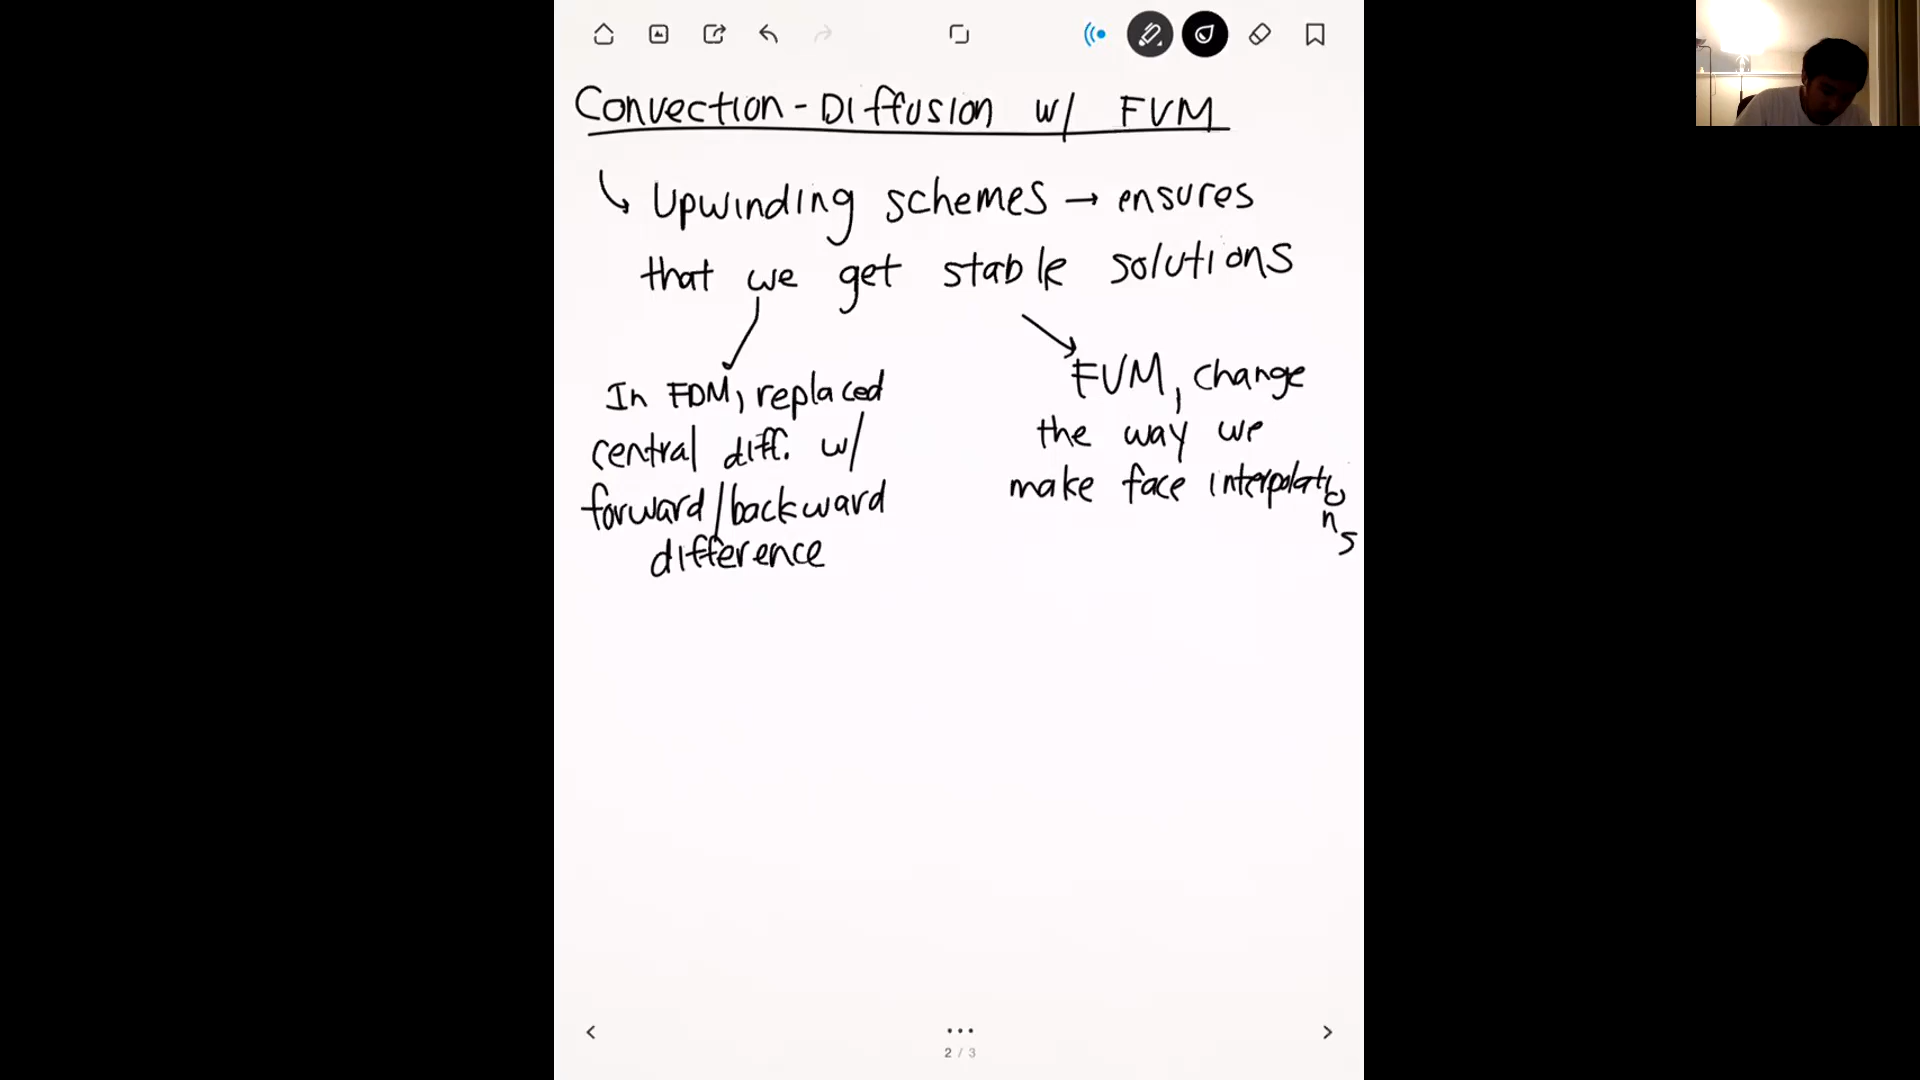 Convection-Diffusion w/ FVM
Upwinding schemes → ensures
that we get stable solutions
In FDM, replaced
central diff. w/
forward/backward
difference
FVM, change
the way we
make face interpolations
2 / 3